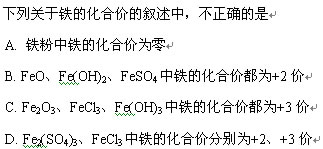 下列关于铁的化合价的叙述中，不正确的是
A. 铁粉中铁的化合价为零
B. FeO、Fe(OH)₂、FeSO₄中铁的化合价都为+2价
C. Fe₂O₃、FeCl₃、Fe(OH)₃中铁的化合价都为+3价
D. Fe₂(SO₄)₃、FeCl₃中铁的化合价分别为+2、+3价